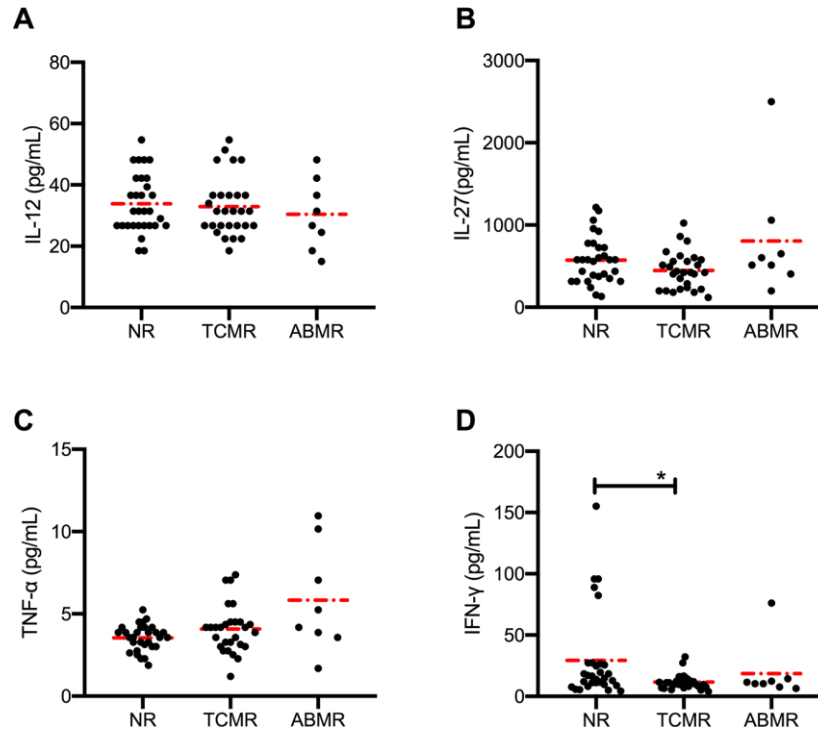 A
IL-12 (pg/mL)
80
60
40
20
0
NR TCMR ABMR
B
IL-27(pg/mL)
3000
2000
1000
0
NR TCMR ABMR
C
TNF-α (pg/mL)
15
10
5
0
NR TCMR ABMR
D
IFN-γ (pg/mL)
200
150
100
50
0
*
NR TCMR ABMR